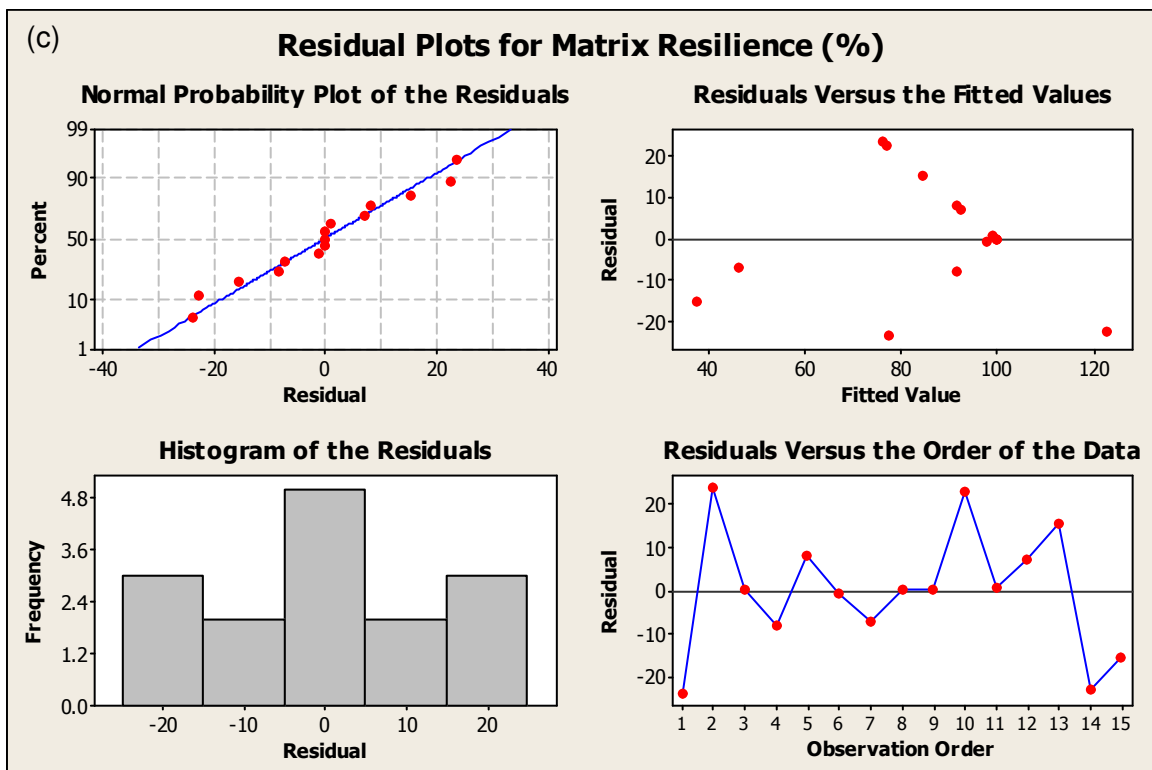 (c)
Residual Plots for Matrix Resilience (%)
Normal Probability Plot of the Residuals
Percent
99
90
50
10
1
-40 -20 0 20 40
Residual
Residuals Versus the Fitted Values
Residual
20
10
0
-10
-20
40 60 80 100 120
Fitted Value
Histogram of the Residuals
Frequency
4.8
3.6
2.4
1.2
0.0
-20 -10 0 10 20
Residual
Residuals Versus the Order of the Data
Residual
20
10
0
-10
-20
1 2 3 4 5 6 7 8 9 10 11 12 13 14 15
Observation Order